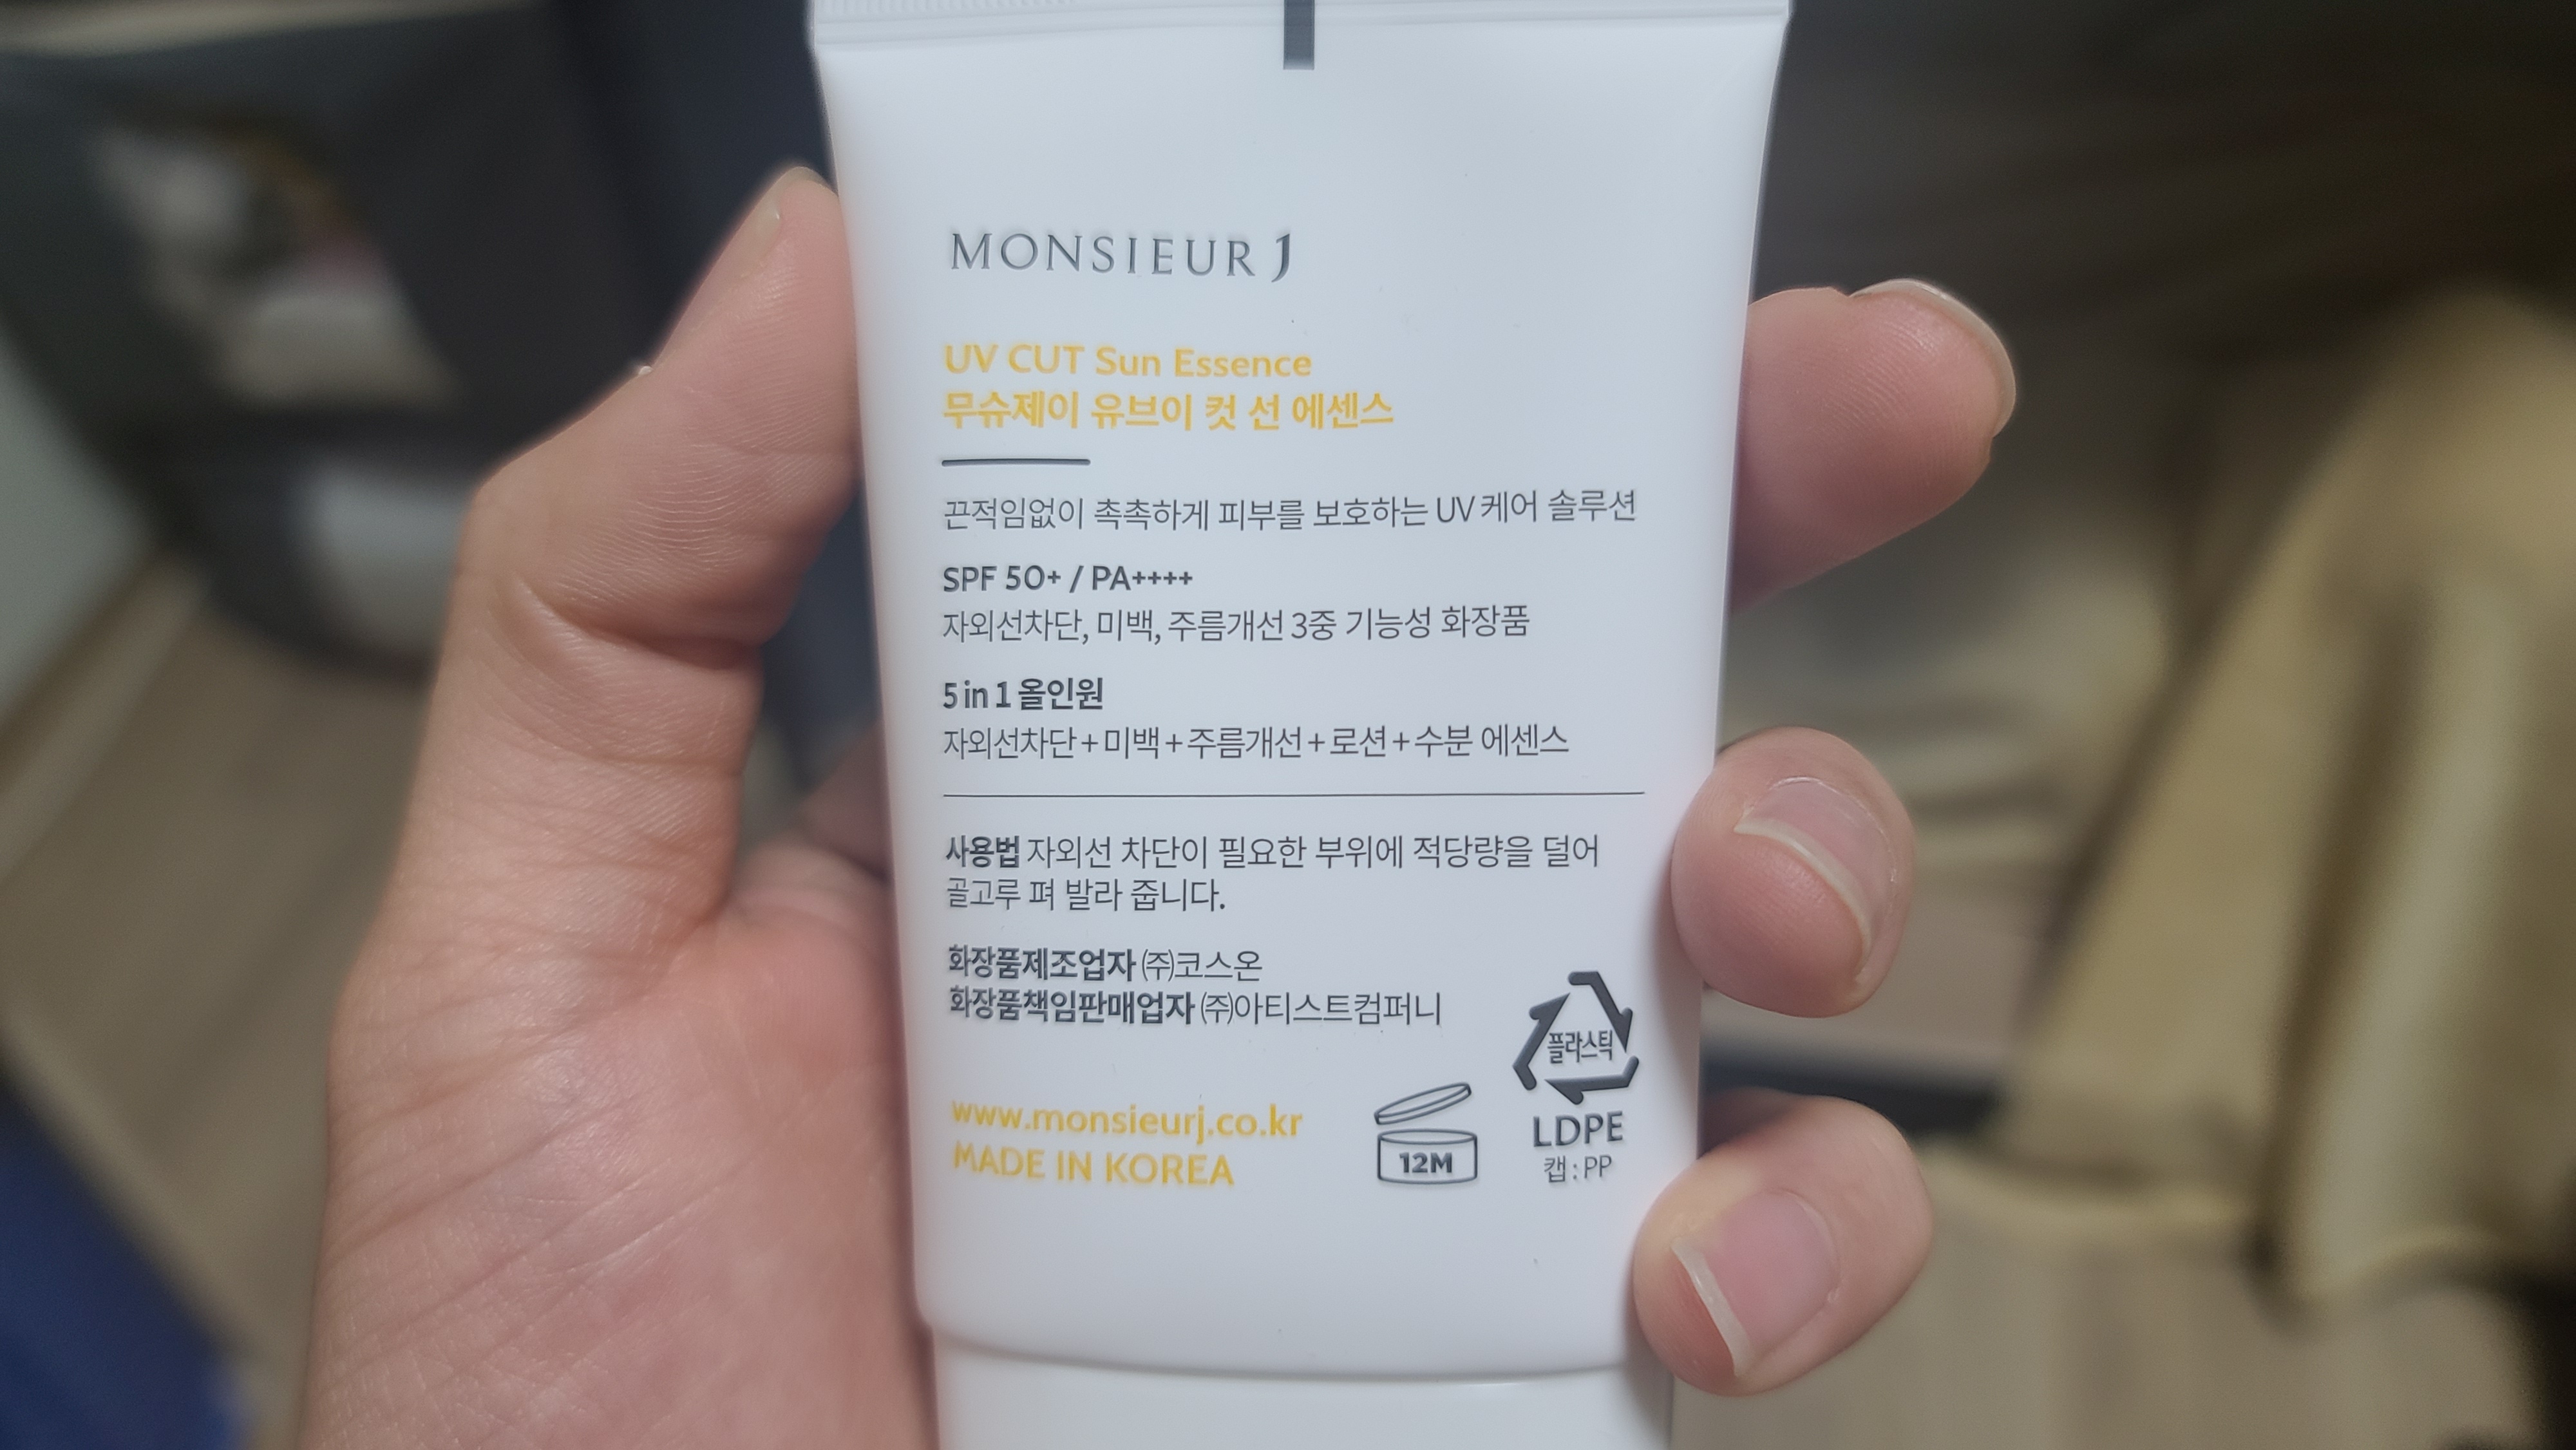 MONSIEUR J
UV CUT Sun Essence
무슈제이 유브이 컷 선 에센스
끈적임없이 촉촉하게 피부를 보호하는 UV 케어 솔루션
SPF 50+ / PA++++
자외선차단, 미백, 주름개선 3중 기능성 화장품
5 in 1 올인원
자외선차단 + 미백 + 주름개선 + 로션 + 수분 에센스
사용법 자외선 차단이 필요한 부위에 적당량을 덜어
골고루 펴 발라 줍니다.
화장품제조업자 ㈜코스온
화장품책임판매업자 ㈜아티스트컴퍼니
www.monsieurj.co.kr
MADE IN KOREA
12M
플라스틱
LDPE
캡 : PP